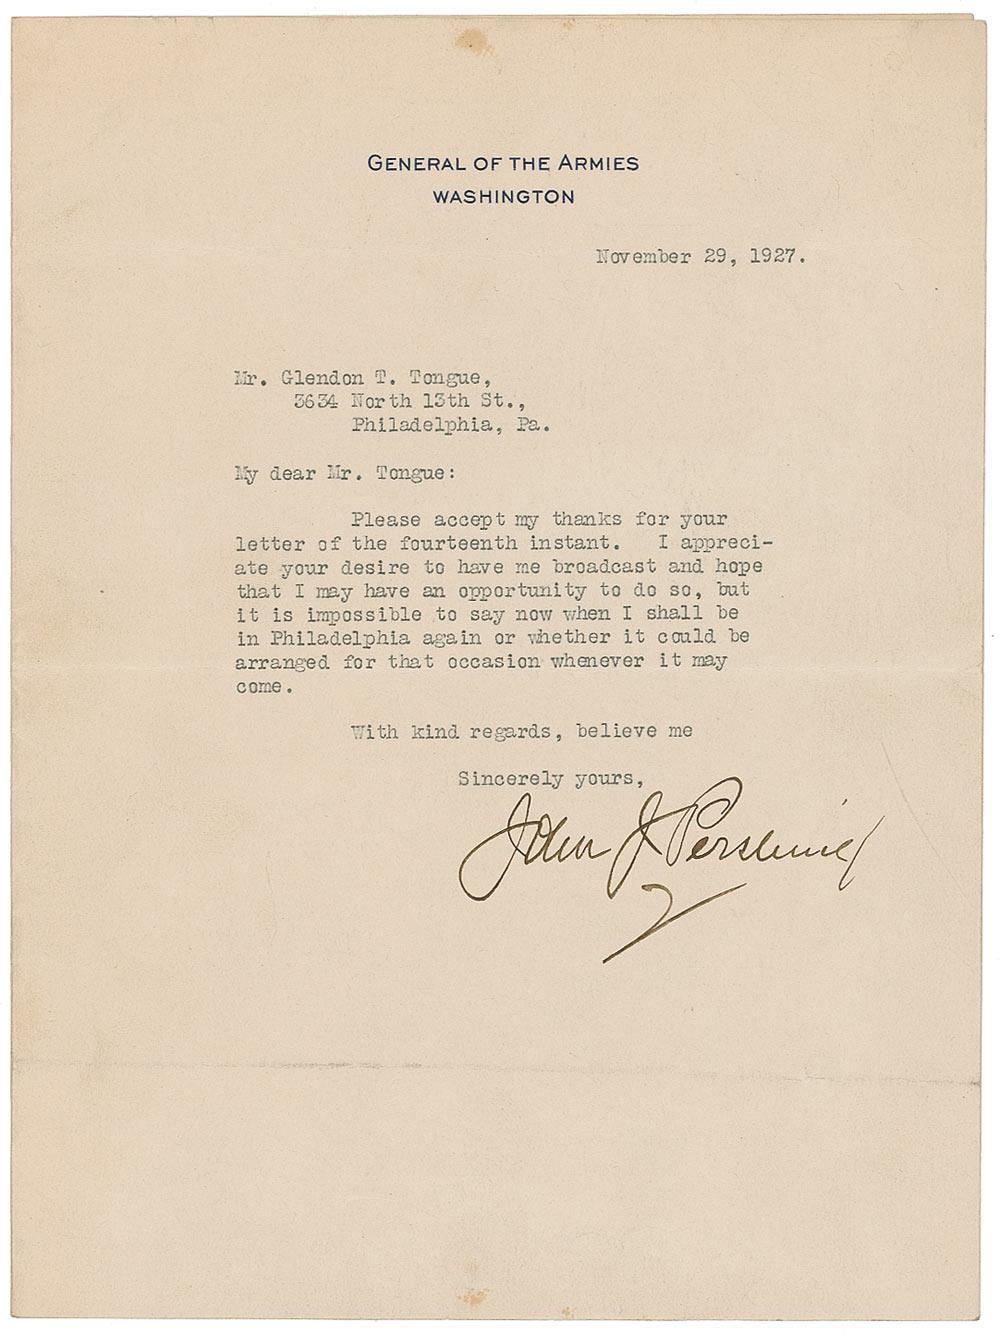 GENERAL OF THE ARMIES
WASHINGTON
November 29, 1927.
Mr. Glendon T. Tongue,
3634 North 13th St.,
Philadelphia, Pa.
My dear Mr. Tongue:
Please accept my thanks for your
letter of the fourteenth instant. I appreci-
ate your desire to have me broadcast and hope
that I may have an opportunity to do so, but
it is impossible to say now when I shall be
in Philadelphia again or whether it could be
arranged for that occasion whenever it may
come.
With kind regards, believe me
Sincerely yours,
John J Pershing